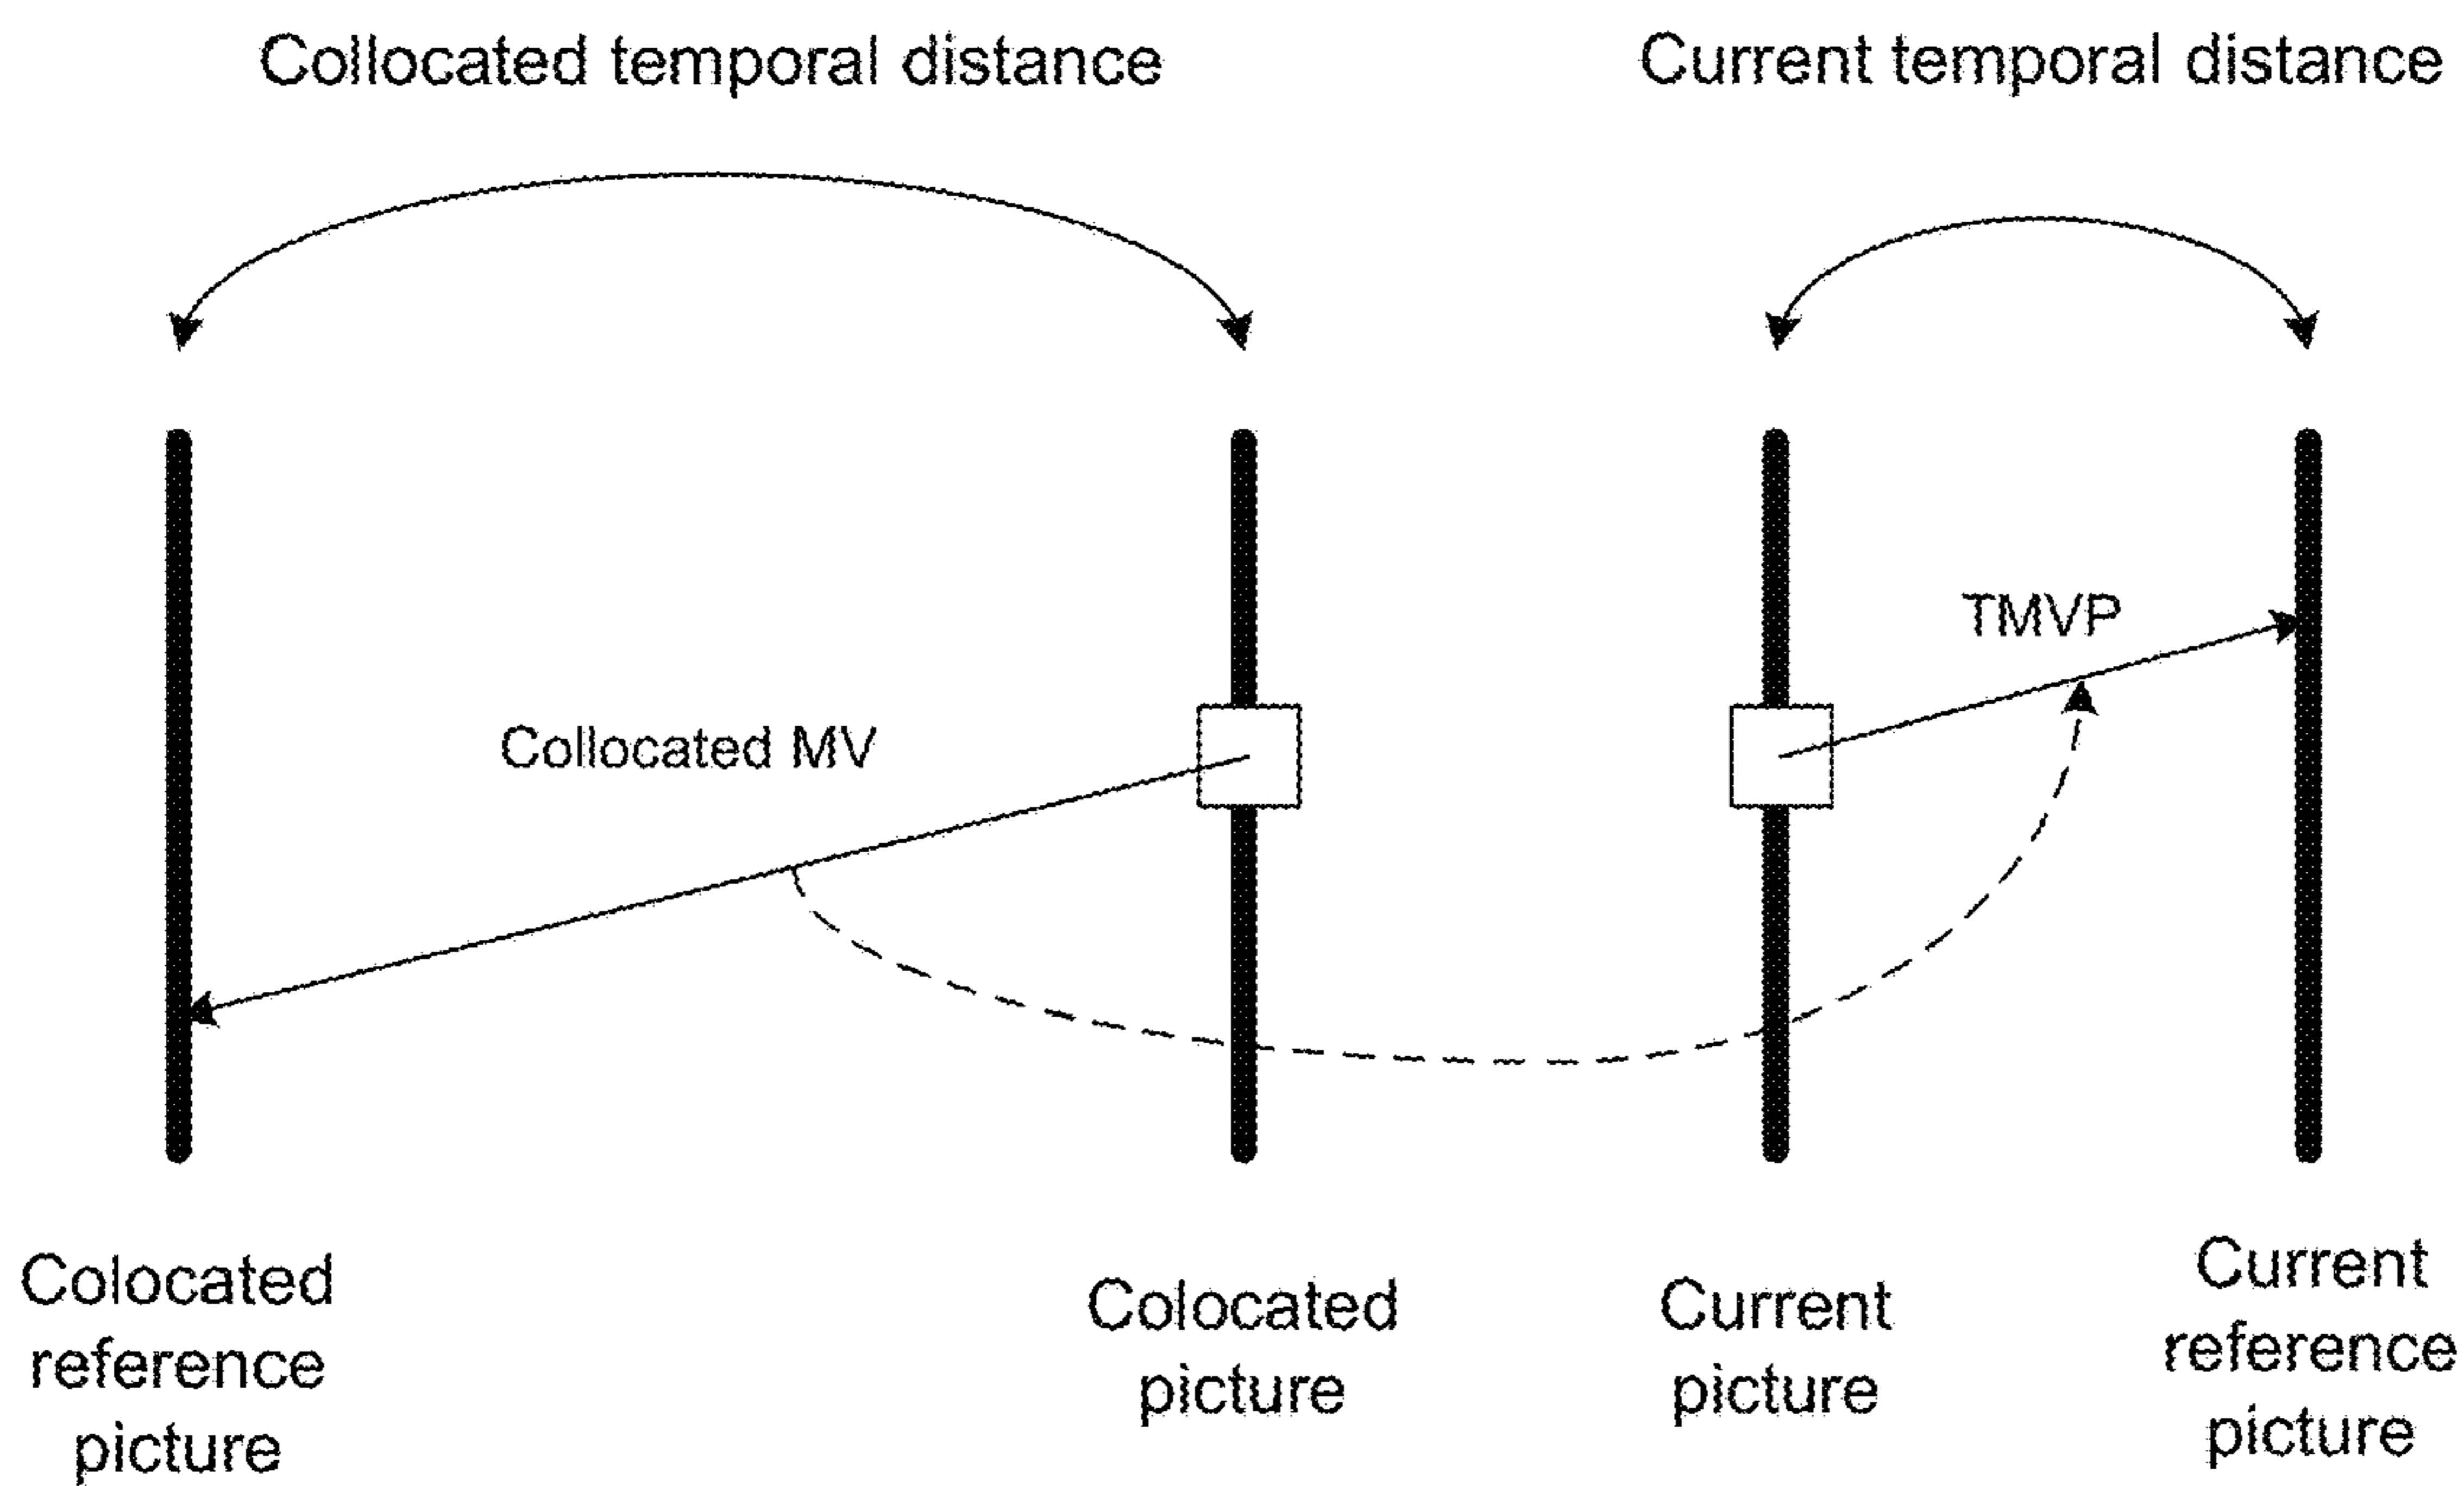 Collocated temporal distance
Current temporal distance
TMVP
Collocated MV
Colocated
reference
picture
Colocated
picture
Current
picture
Current
reference
picture